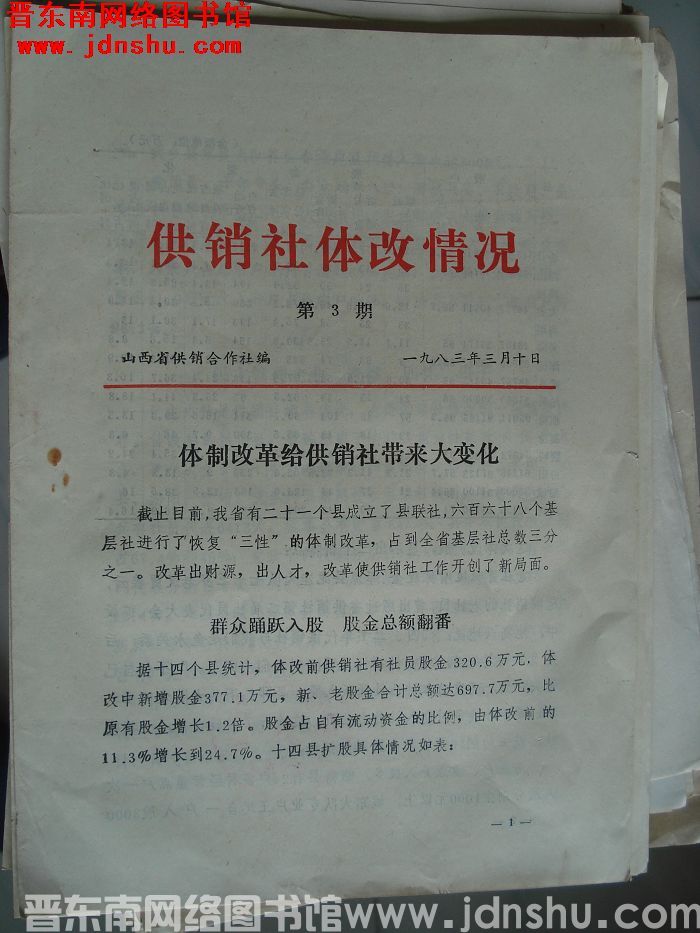 晋东南网络图书馆
www.jdnshu.com
供销社体改情况
第 3 期
山西省供销合作社编 一九八三年三月十日
体制改革给供销社带来大变化
截止目前，我省有二十一个县成立了县联社，六百六十八个基
层社进行了恢复“三性”的体制改革，占到全省基层社总数三分
之一。改革出财源，出人才，改革使供销社工作开创了新局面。
群众踊跃入股 股金总额翻番
据十四个县统计，体改前供销社有社员股金320.6万元，体
改中新增股金377.1万元，新、老股金合计总额达697.7万元，比
原有股金增长1.2倍。股金占自有流动资金的比例，由体改前的
11.3%增长到24.7%。十四县扩股具体情况如表：
— 1 —
晋东南网络图书馆www.jdnshu.com